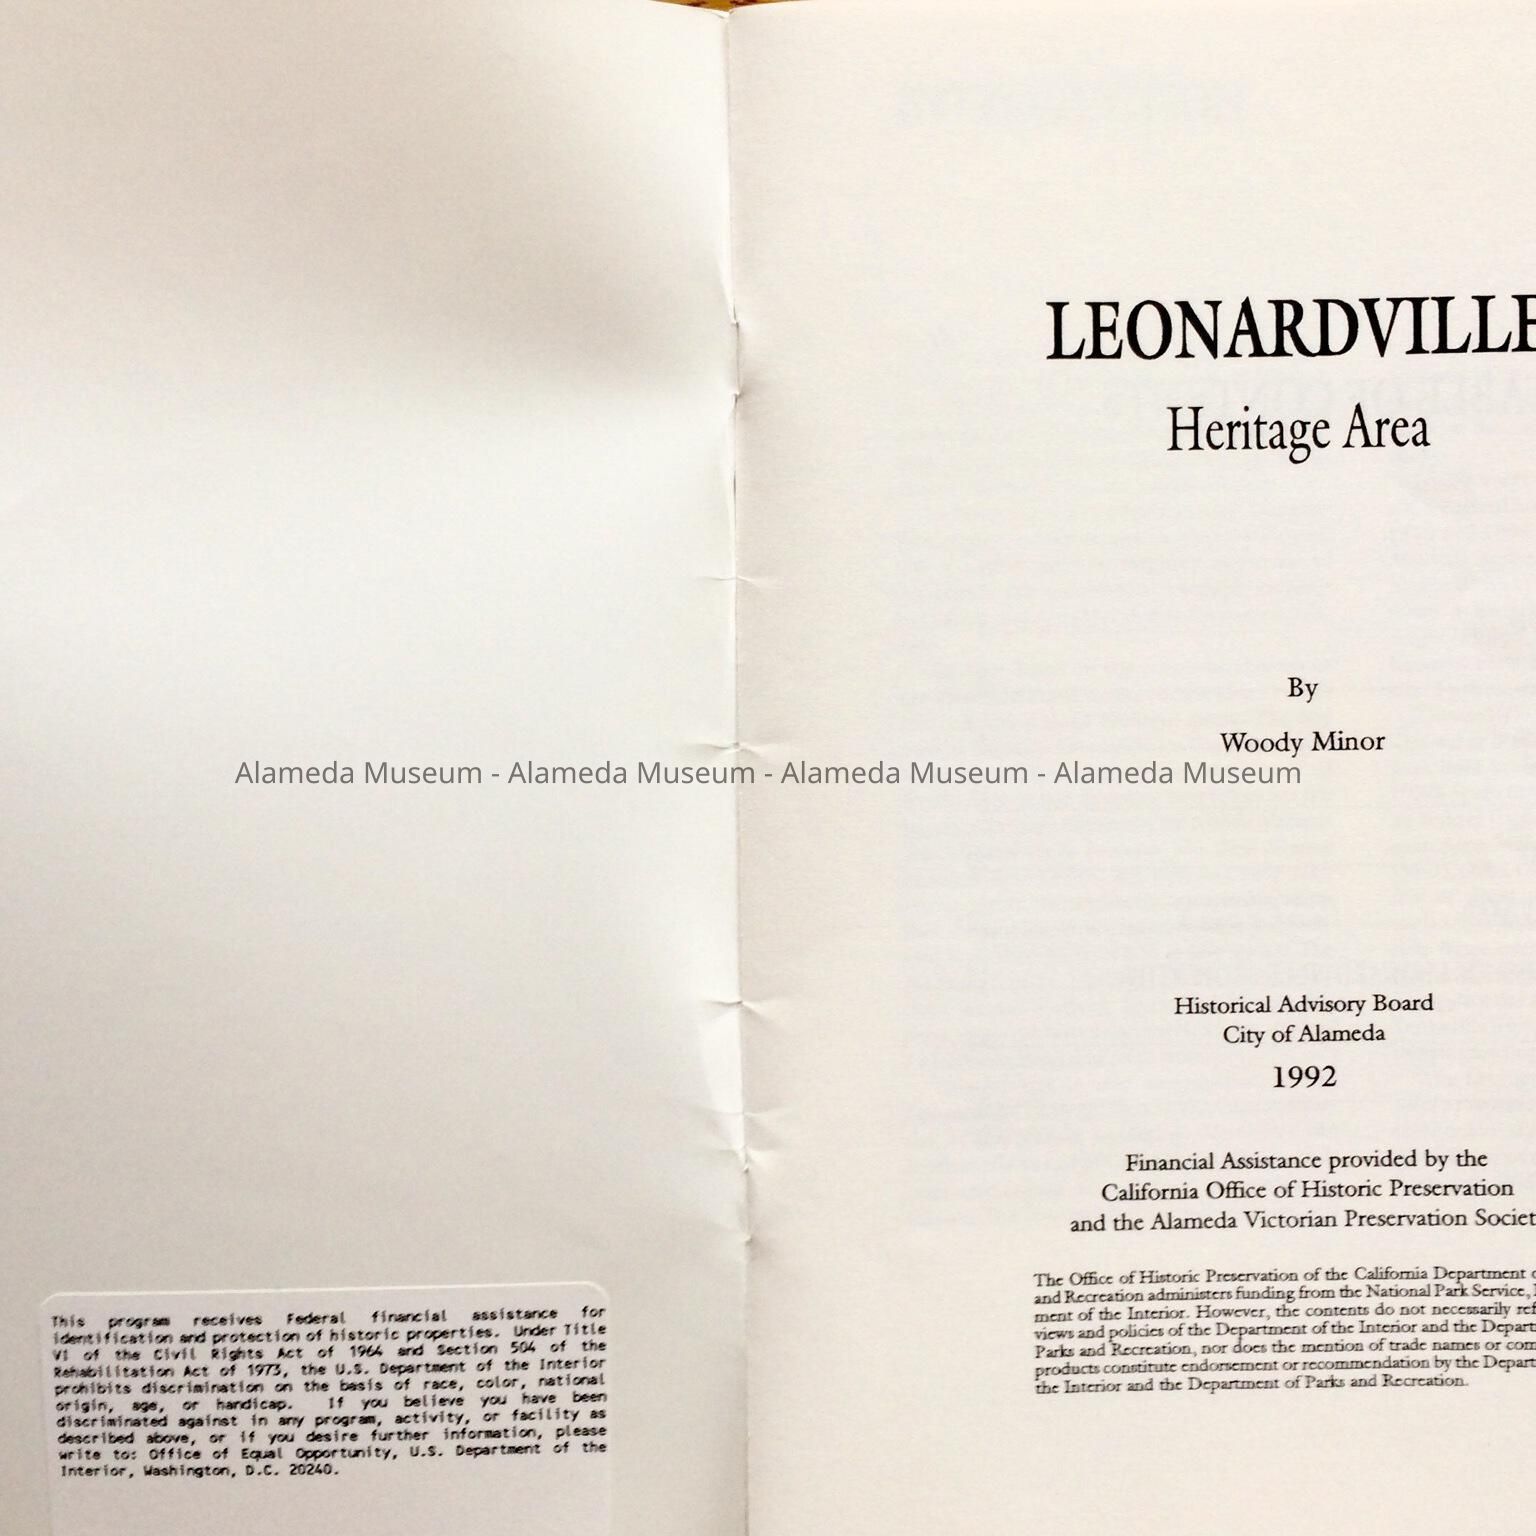 This program receives Federal financial assistance for
identification and protection of historic properties. Under Title
VI of the Civil Rights Act of 1964 and Section 504 of the
Rehabilitation Act of 1973, the U.S. Department of the Interior
prohibits discrimination on the basis of race, color, national
origin, age, or handicap. If you believe you have been
discriminated against in any program, activity, or facility as
described above, or if you desire further information, please
write to: Office of Equal Opportunity, U.S. Department of the
Interior, Washington, D.C. 20240.
LEONARDVILLE
Heritage Area
By
Woody Minor
Alameda Museum - Alameda Museum - Alameda Museum - Alameda Museum
Historical Advisory Board
City of Alameda
1992
Financial Assistance provided by the
California Office of Historic Preservation
and the Alameda Victorian Preservation Societ
The Office of Historic Preservation of the California Department
and Recreation administers funding from the National Park Service,
ment of the Interior. However, the contents do not necessarily ref
views and policies of the Department of the Interior and the Depart
Parks and Recreation, nor does the mention of trade names or com
products constitute endorsement or recommendation by the Depart
the Interior and the Department of Parks and Recreation.